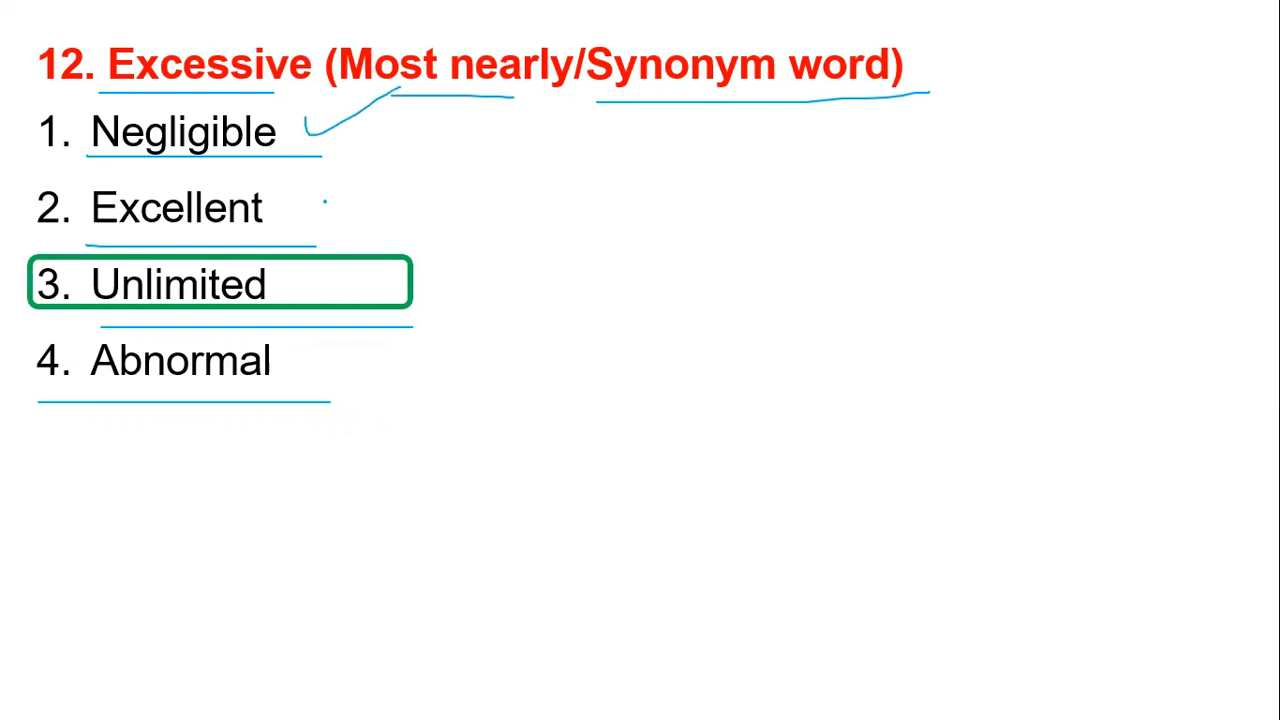 12. Excessive (Most nearly/Synonym word)
1. Negligible
2. Excellent
3. Unlimited
4. Abnormal